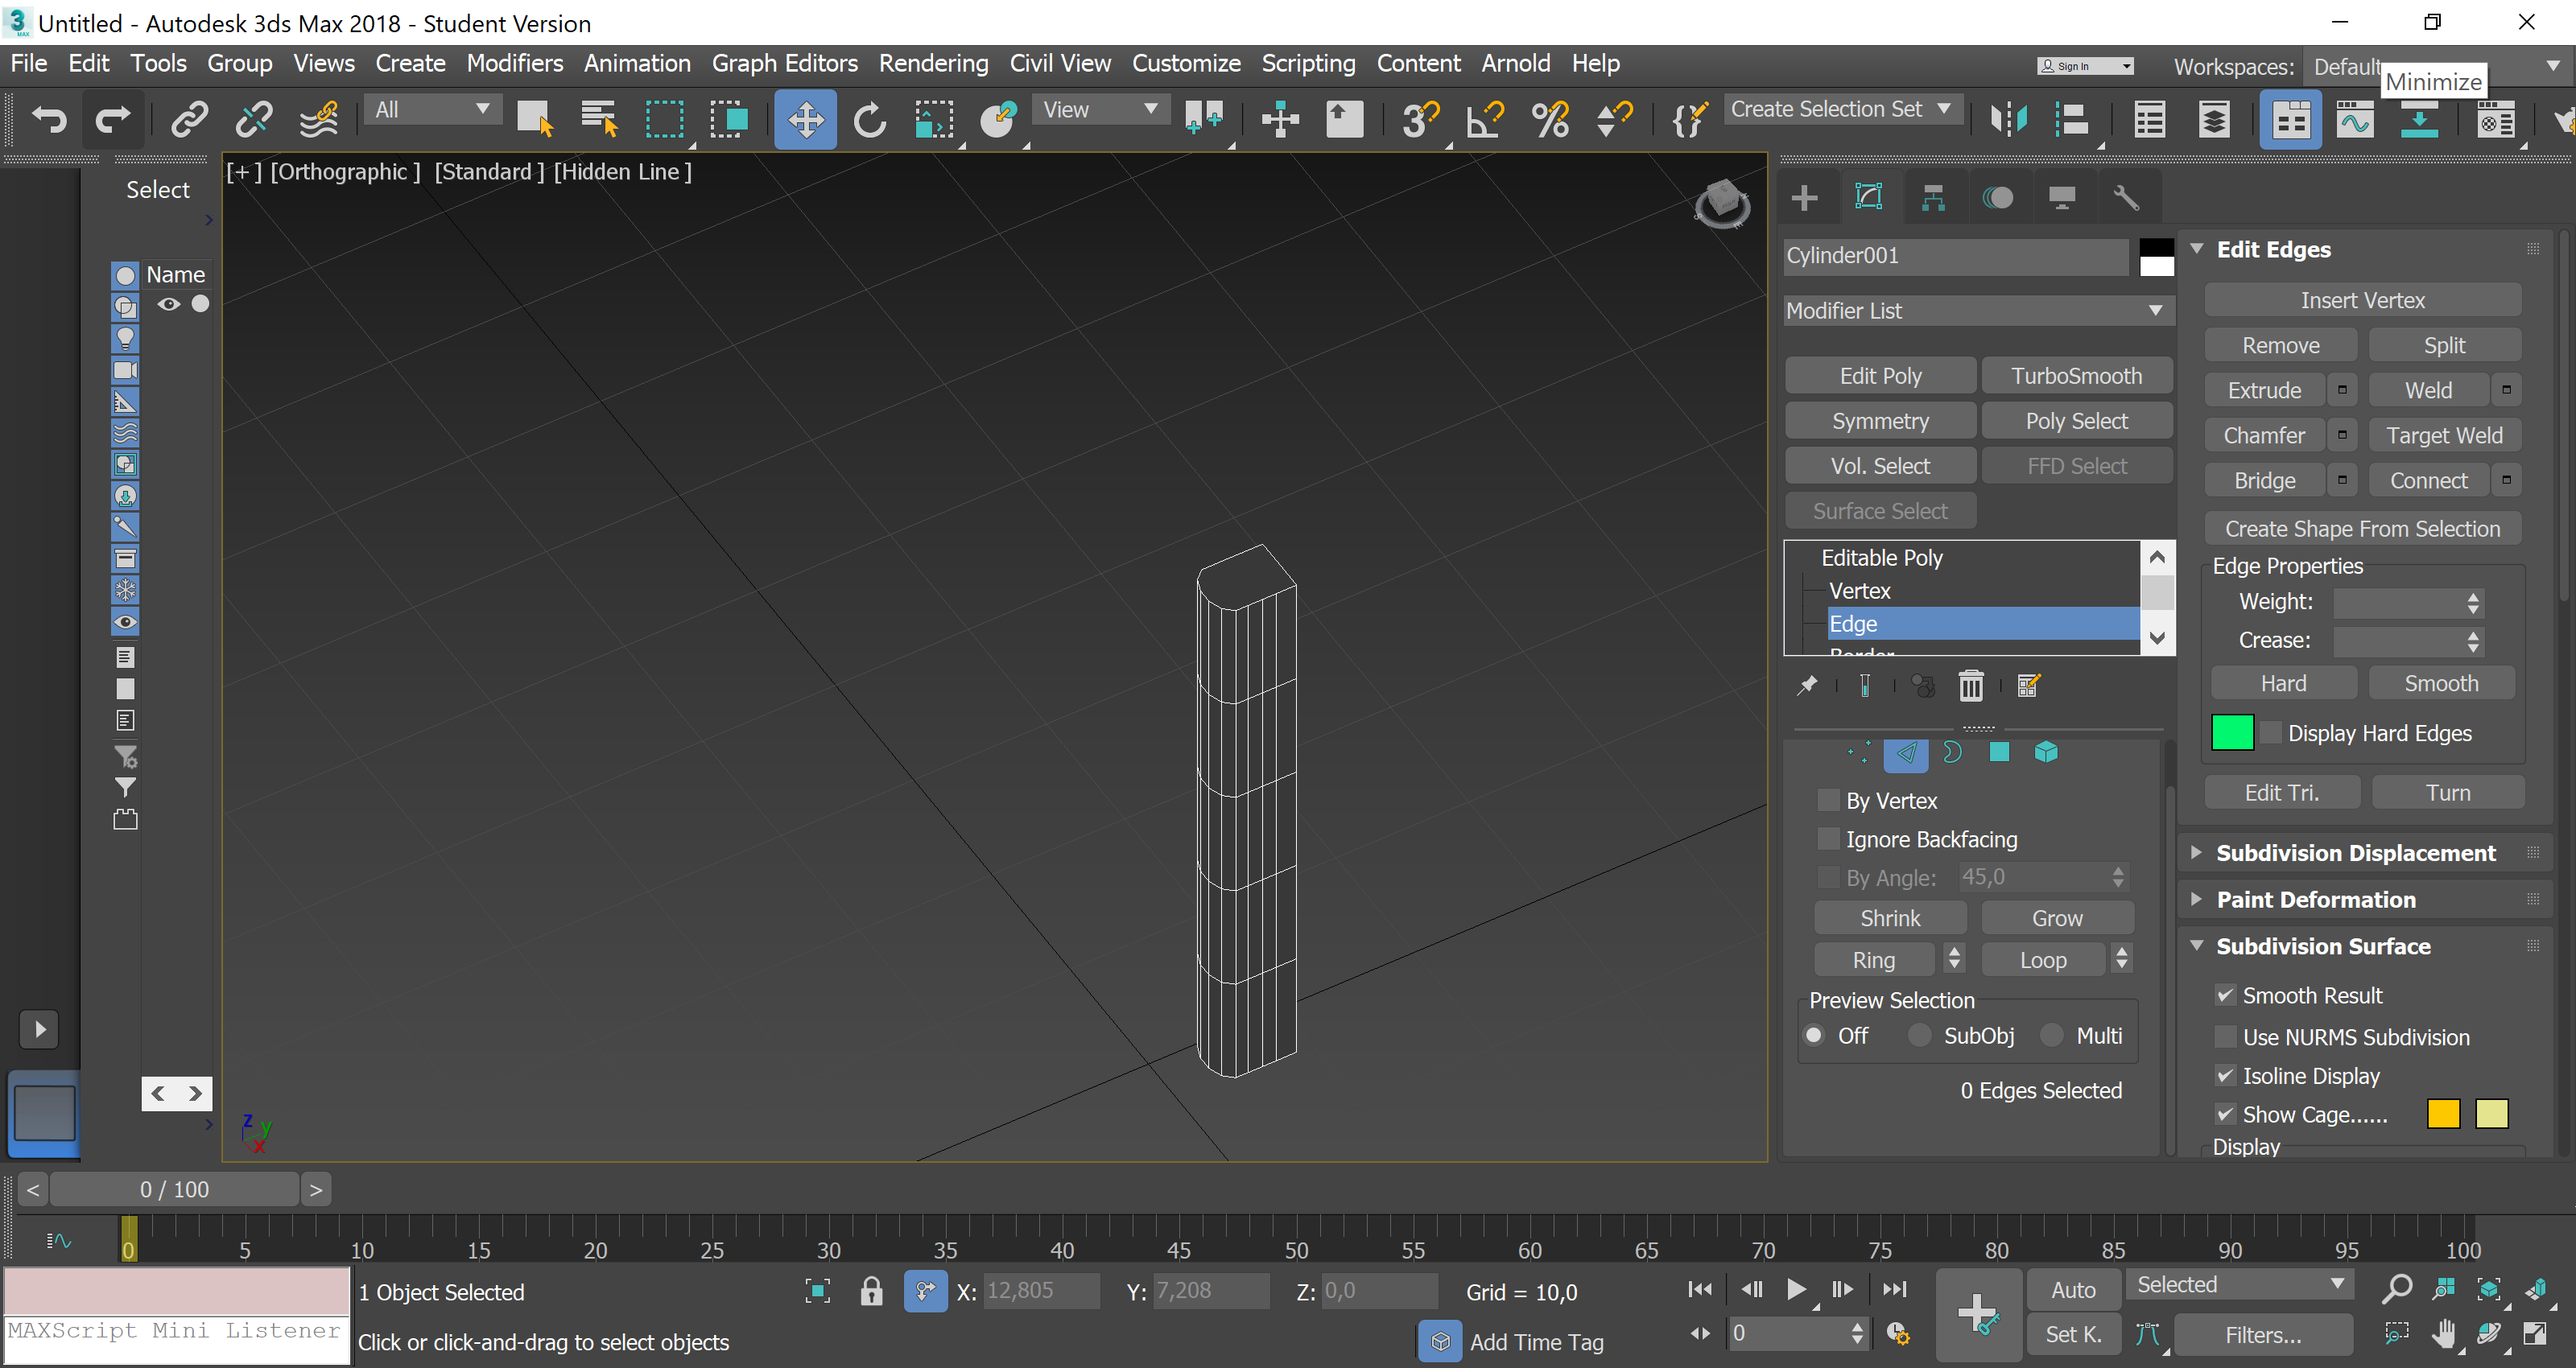 Untitled - Autodesk 3ds Max 2018 - Student Version
File Edit Tools Group Views Create Modifiers Animation Graph Editors Rendering Civil View Customize Scripting Content Arnold Help
Sign In
Workspaces: Default
Minimize
All
View
Create Selection Set
[+] [Orthographic] [Standard] [Hidden Line]
Select
Name
Cylinder001
Modifier List
Edit Poly TurboSmooth
Symmetry Poly Select
Vol. Select FFD Select
Surface Select
Editable Poly
Vertex
Edge
Border
By Vertex
Ignore Backfacing
By Angle: 45,0
Shrink Grow
Ring Loop
Preview Selection
Off SubObj Multi
0 Edges Selected
Edit Edges
Insert Vertex
Remove Split
Extrude Weld
Chamfer Target Weld
Bridge Connect
Create Shape From Selection
Edge Properties
Weight:
Crease:
Hard Smooth
Display Hard Edges
Edit Tri. Turn
Subdivision Displacement
Paint Deformation
Subdivision Surface
Smooth Result
Use NURMS Subdivision
Isoline Display
Show Cage......
Display
z y x
< 0 / 100 >
0 5 10 15 20 25 30 35 40 45 50 55 60 65 70 75 80 85 90 95 100
1 Object Selected
X: 12,805 Y: 7,208 Z: 0,0 Grid = 10,0
Auto Selected
MAXScript Mini Listener
Click or click-and-drag to select objects
Add Time Tag
0
Set K. Filters...